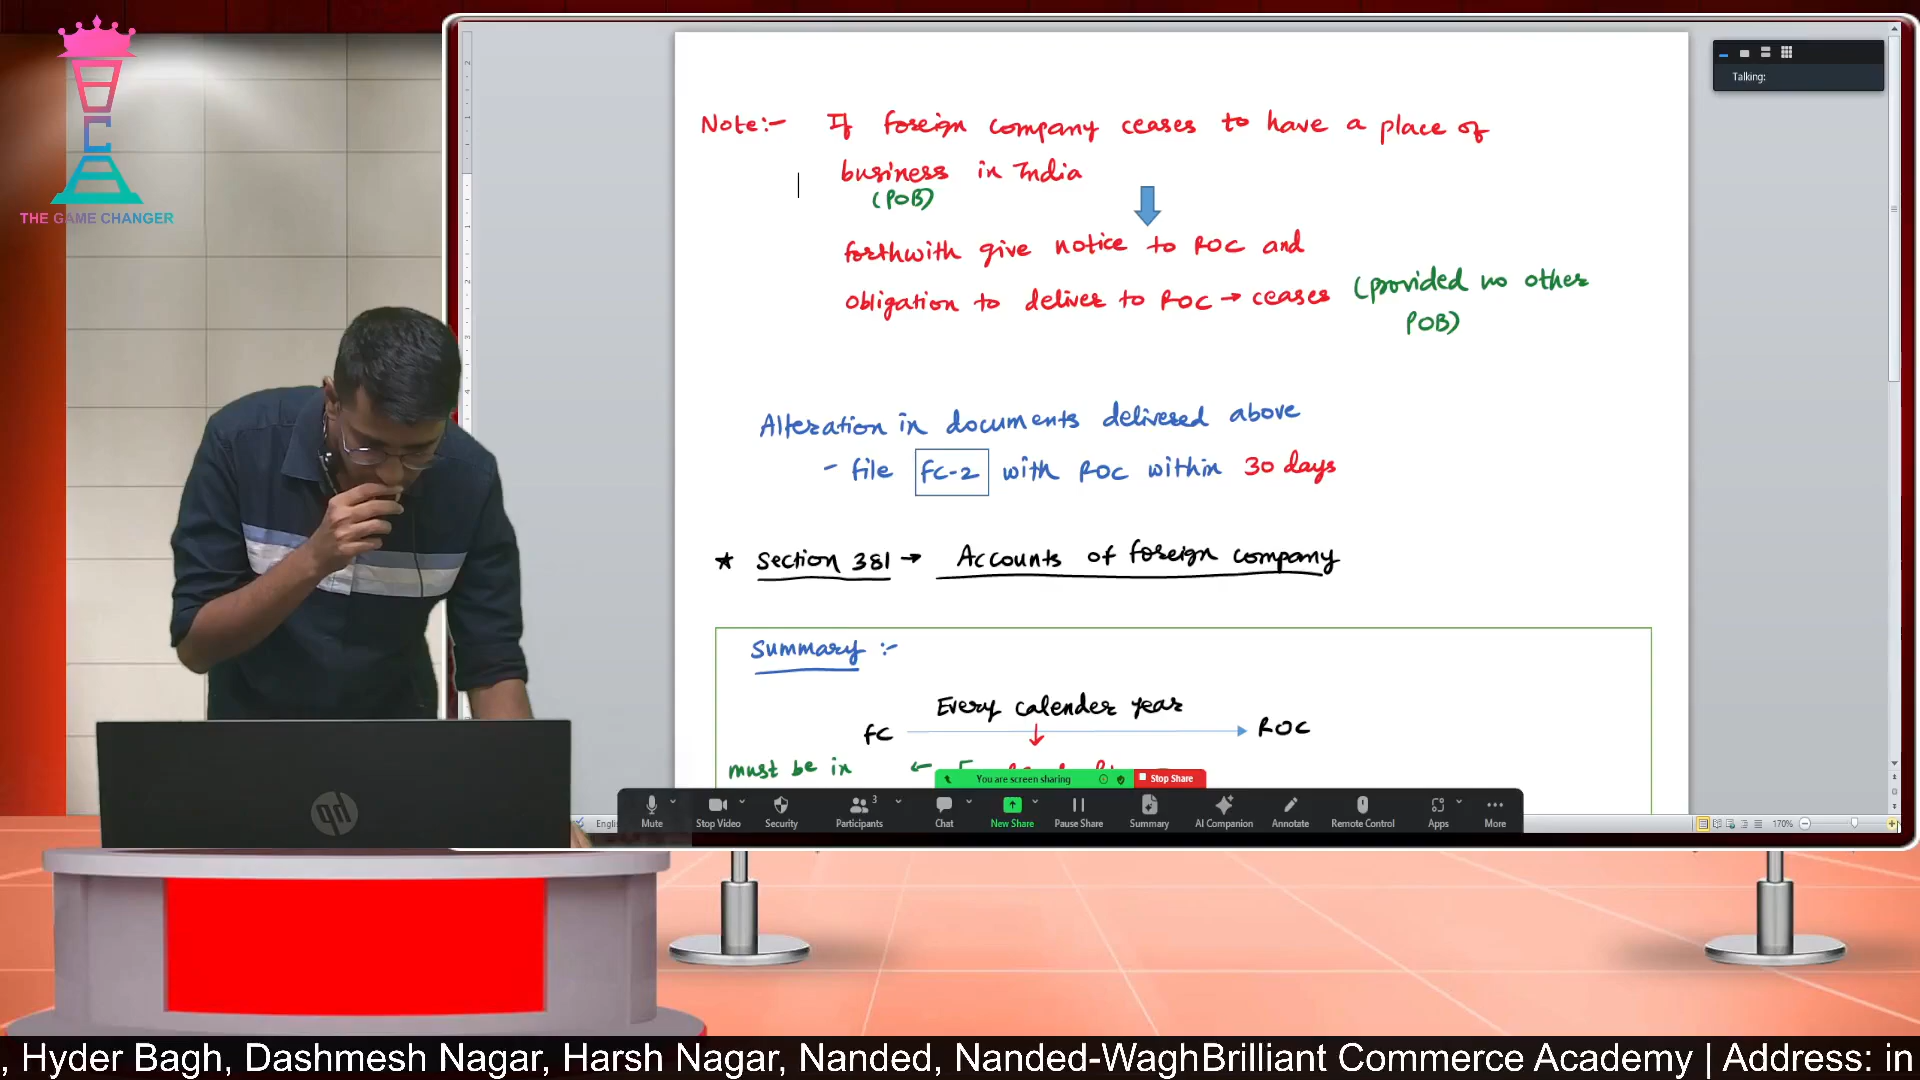 THE GAME CHANGER
Talking:
Note:- If foreign company ceases to have a place of
business in India
(POB)
forthwith give notice to ROC and
obligation to deliver to ROC → ceases (provided no other
POB)
Alteration in documents delivered above
- file FC-2 with ROC within 30 days
* Section 381 → Accounts of foreign company
Summary :-
Every calender year
FC ROC
must be in ←
You are screen sharing Stop Share
Mute Stop Video Security Participants 3 Chat New Share Pause Share Summary AI Companion Annotate Remote Control Apps More
170%
hp
, Hyder Bagh, Dashmesh Nagar, Harsh Nagar, Nanded, Nanded-WaghBrilliant Commerce Academy | Address: in